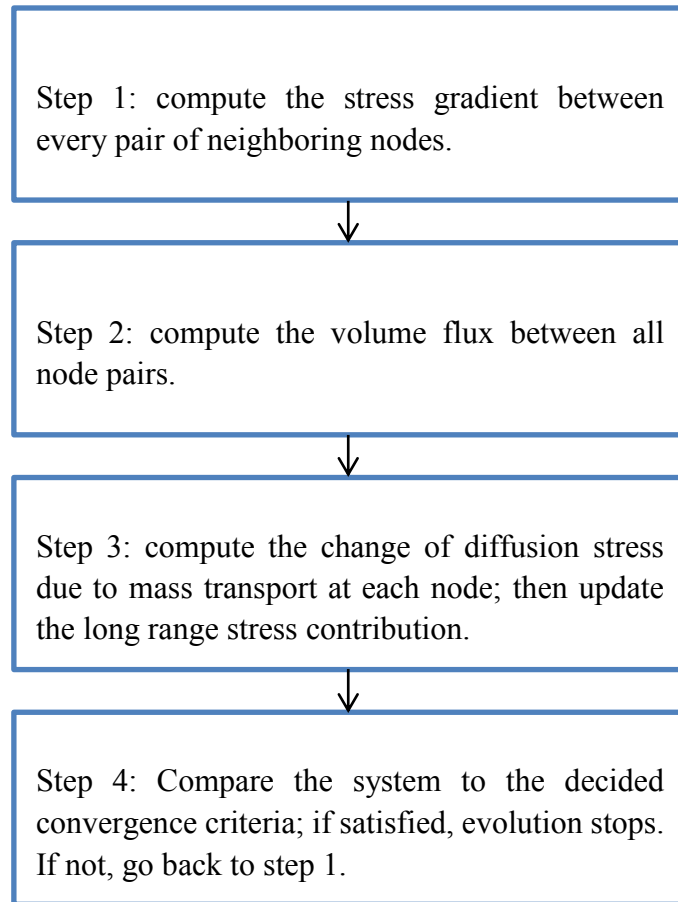 Step 1: compute the stress gradient between
every pair of neighboring nodes.
Step 2: compute the volume flux between all
node pairs.
Step 3: compute the change of diffusion stress
due to mass transport at each node; then update
the long range stress contribution.
Step 4: Compare the system to the decided
convergence criteria; if satisfied, evolution stops.
If not, go back to step 1.